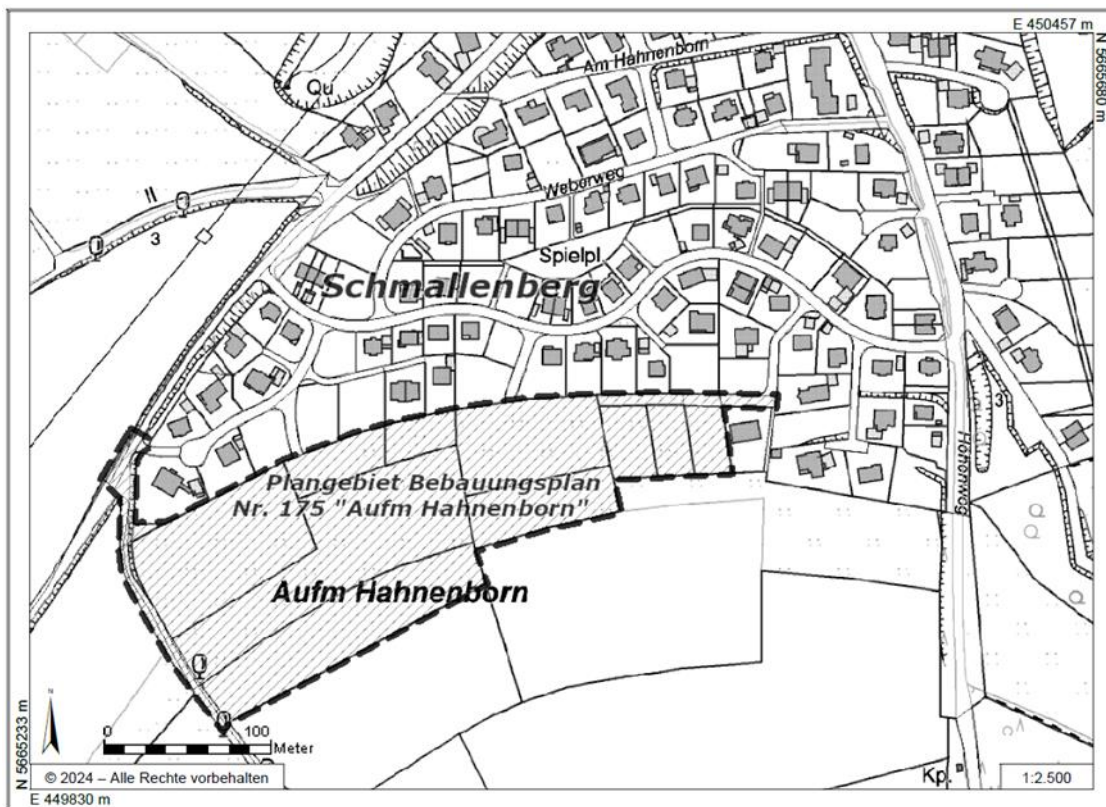 E 450457 m
N 5665680 m
Am Hahnenborn
Qu
Weberweg
II
3
Spielpl
Schmallenberg
3
Plangebiet Bebauungsplan
Nr. 175 "Aufm Hahnenborn"
Höhenweg
Aufm Hahnenborn
N
0
100
Meter
N 5665233 m
© 2024 – Alle Rechte vorbehalten
Kp.
1:2.500
E 449830 m